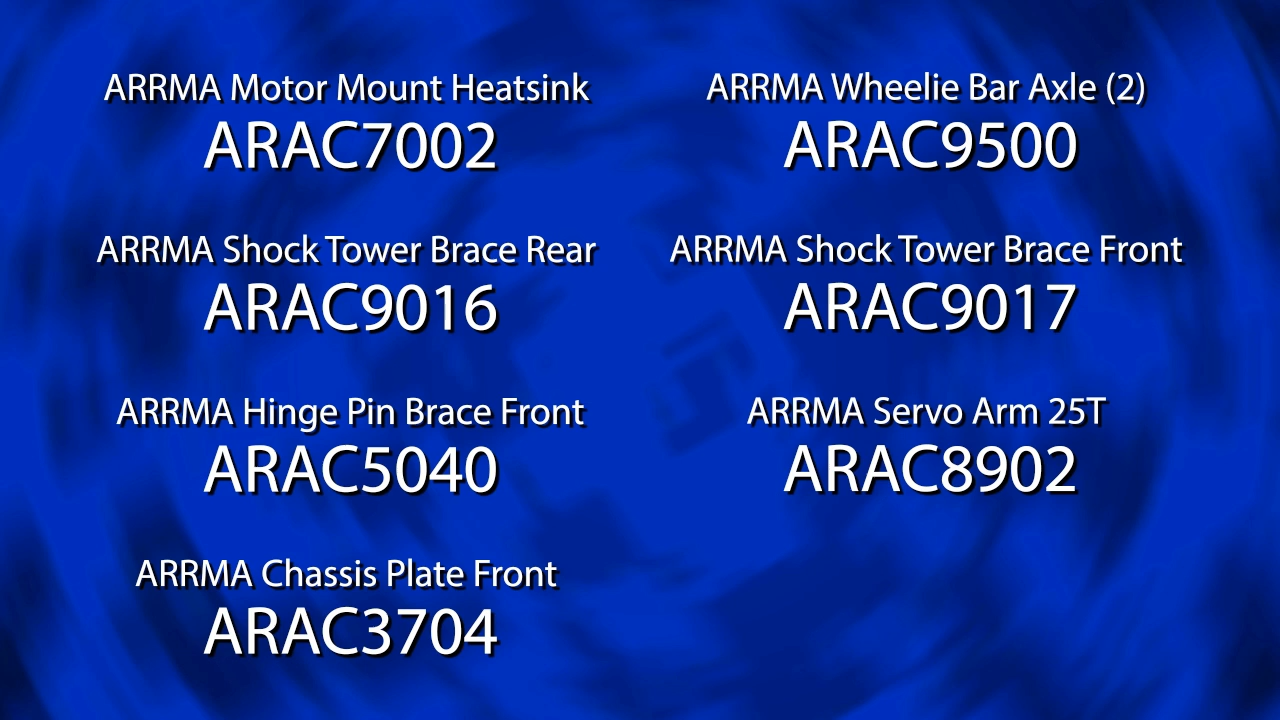 ARRMA Motor Mount Heatsink
ARAC7002
ARRMA Wheelie Bar Axle (2)
ARAC9500
ARRMA Shock Tower Brace Rear
ARAC9016
ARRMA Shock Tower Brace Front
ARAC9017
ARRMA Hinge Pin Brace Front
ARAC5040
ARRMA Servo Arm 25T
ARAC8902
ARRMA Chassis Plate Front
ARAC3704